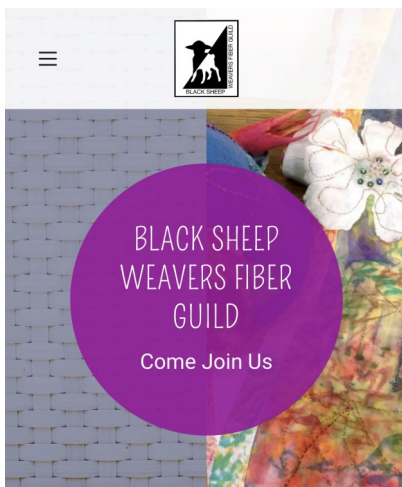 BLACK SHEEP
WEAVERS FIBER GUILD
BLACK SHEEP
WEAVERS FIBER
GUILD
Come Join Us